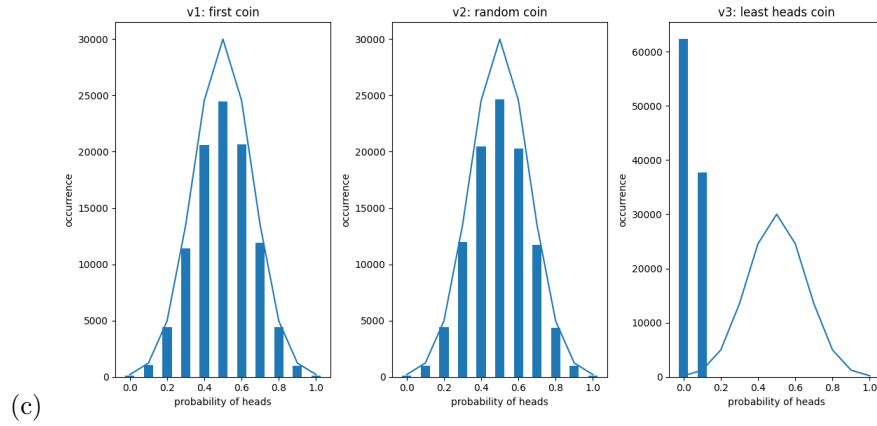 v1: first coin
v2: random coin
v3: least heads coin
30000
25000
20000
15000
10000
5000
0
occurrence
0.0 0.2 0.4 0.6 0.8 1.0
probability of heads
30000
25000
20000
15000
10000
5000
0
occurrence
0.0 0.2 0.4 0.6 0.8 1.0
probability of heads
60000
50000
40000
30000
20000
10000
0
occurrence
0.0 0.2 0.4 0.6 0.8 1.0
probability of heads
(c)